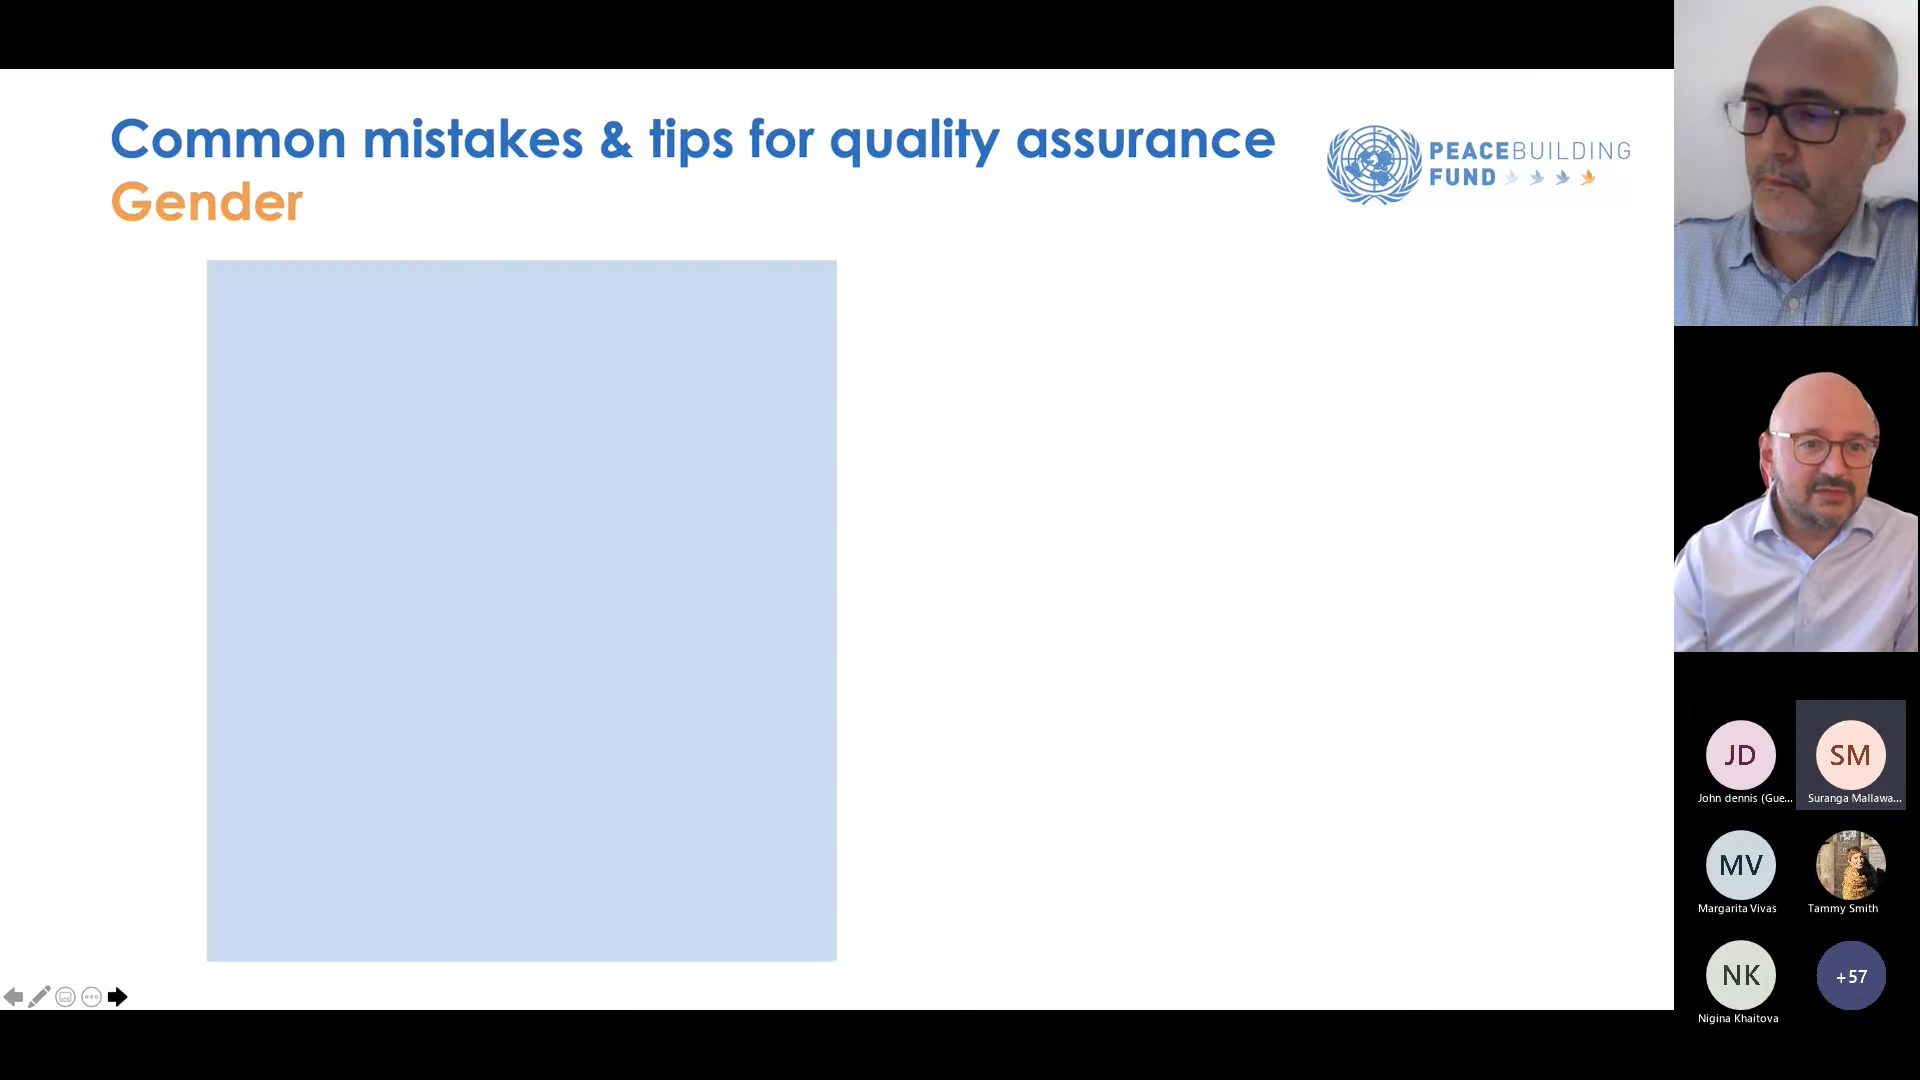 Common mistakes & tips for quality assurance
Gender
PEACEBUILDING
FUND
JD
John dennis (Gue...
SM
Suranga Mallawa...
MV
Margarita Vivas
Tammy Smith
NK
Nigina Khaitova
+57